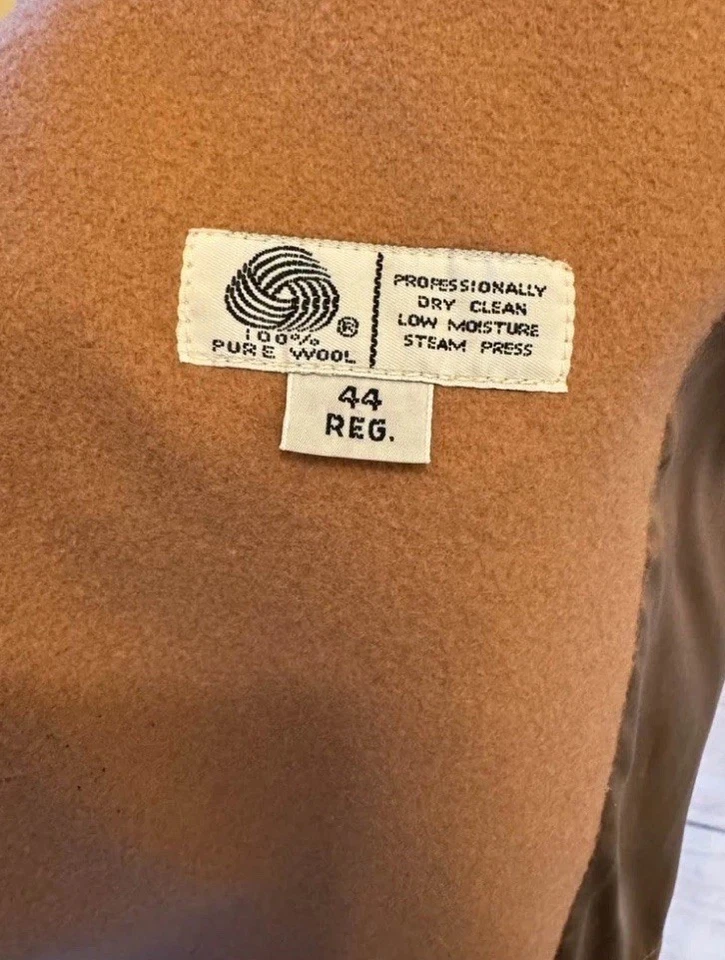 100%
PURE WOOL
®
PROFESSIONALLY
DRY CLEAN
LOW MOISTURE
STEAM PRESS
44
REG.